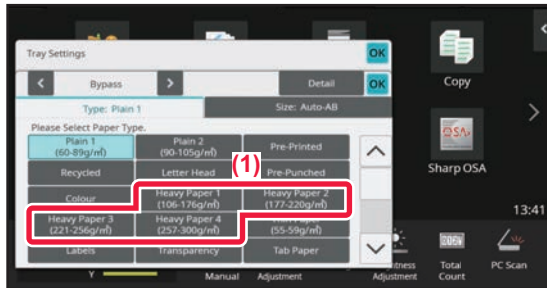 Tray Settings
OK
Bypass
Detail
OK
Type: Plain 1
Size: Auto-AB
Please Select Paper Type.
Plain 1
(60-89g/㎡)
Plain 2
(90-105g/㎡)
Pre-Printed
Recycled
Letter Head
(1)
Pre-Punched
Colour
Heavy Paper 1
(106-176g/㎡)
Heavy Paper 2
(177-220g/㎡)
Heavy Paper 3
(221-256g/㎡)
Heavy Paper 4
(257-300g/㎡)
(55-59g/㎡)
Labels
Transparency
Tab Paper
Copy
OSA
Sharp OSA
13:41
Y
Manual
Adjustment
Adjustment
Total
Count
PC Scan